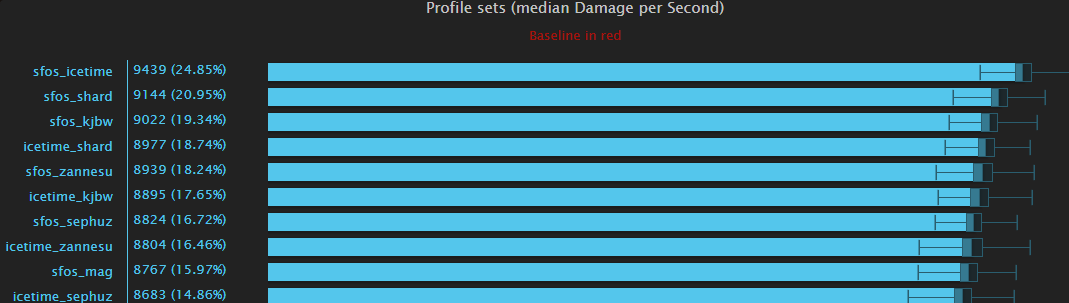 Profile sets (median Damage per Second)
Baseline in red
sfos_icetime 9439 (24.85%)
sfos_shard 9144 (20.95%)
sfos_kjbw 9022 (19.34%)
icetime_shard 8977 (18.74%)
sfos_zannesu 8939 (18.24%)
icetime_kjbw 8895 (17.65%)
sfos_sephuz 8824 (16.72%)
icetime_zannesu 8804 (16.46%)
sfos_mag 8767 (15.97%)
icetime_sephuz 8683 (14.86%)